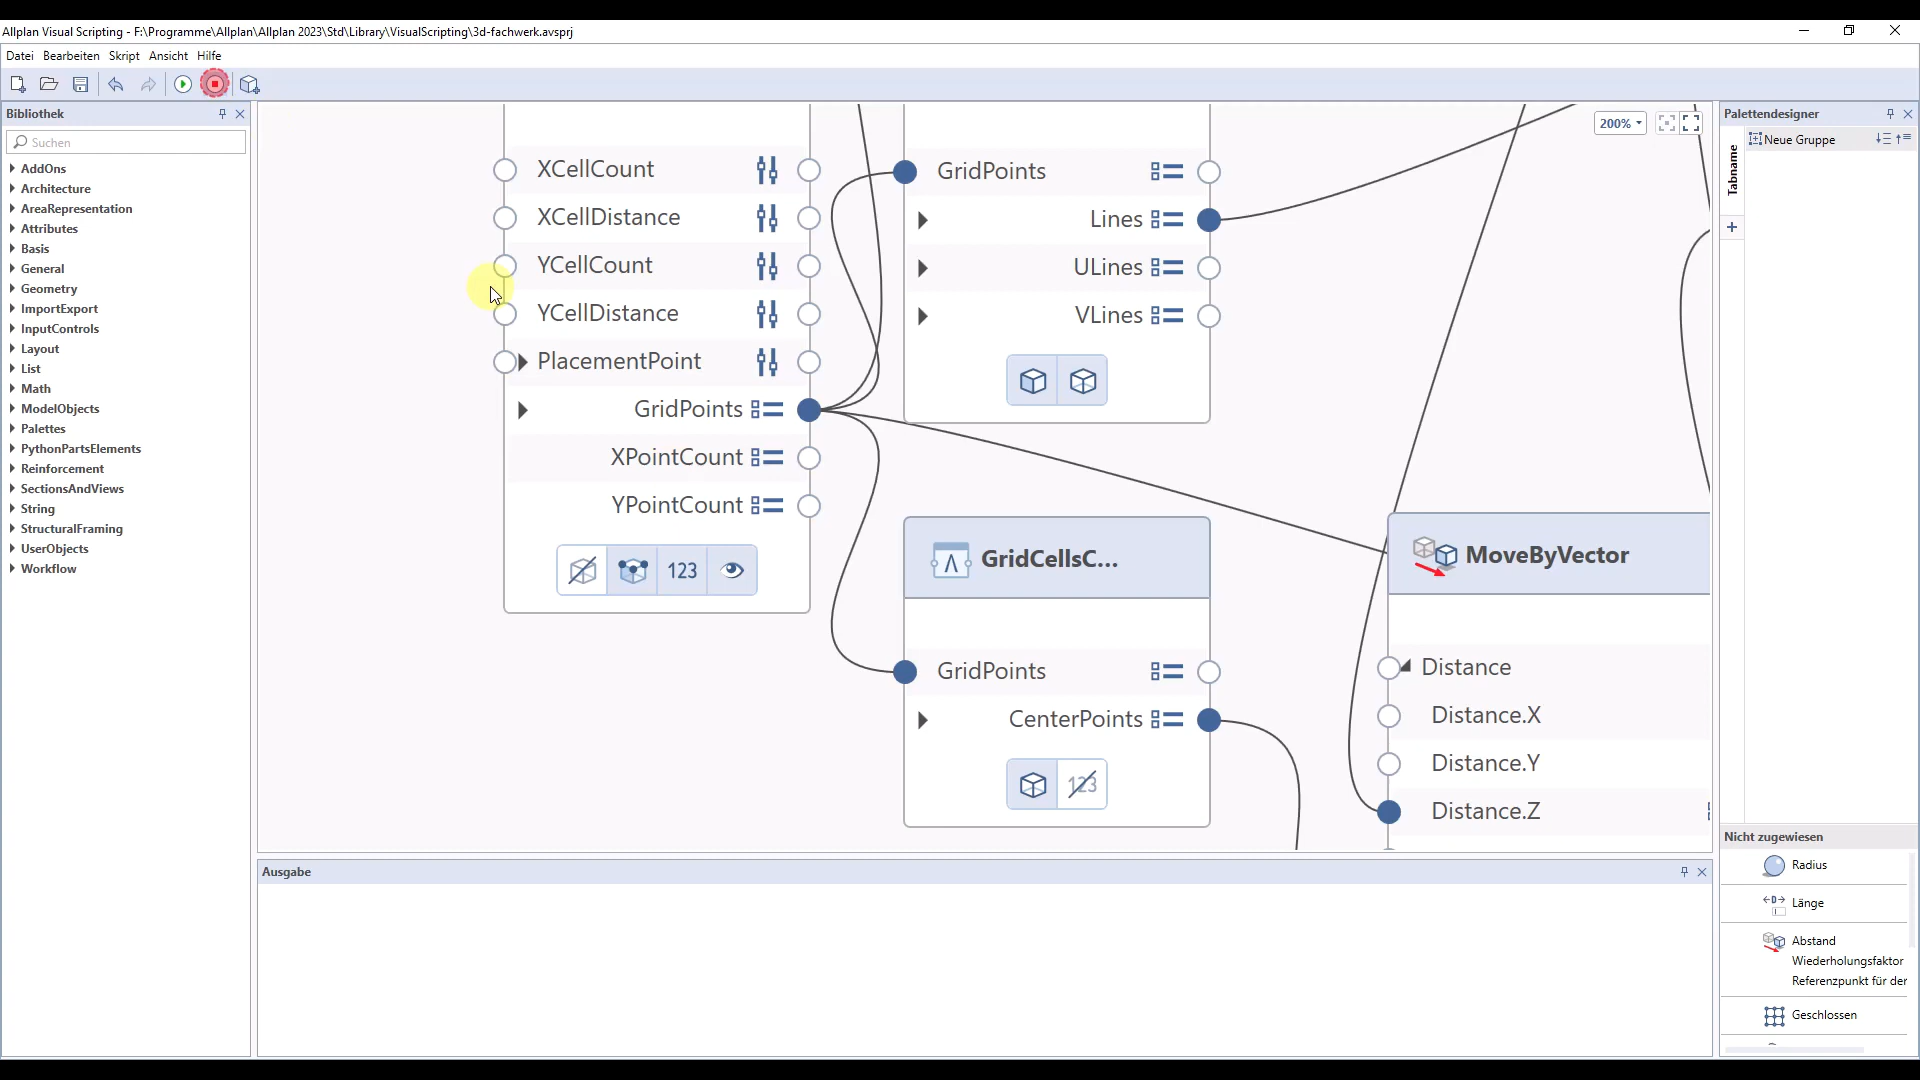 Allplan Visual Scripting - F:\Programme\Allplan\Allplan 2023\Std\Library\VisualScripting\3d-fachwerk.avsprj
Datei Bearbeiten Skript Ansicht Hilfe
Bibliothek
Suchen
AddOns
Architecture
AreaRepresentation
Attributes
Basis
General
Geometry
ImportExport
InputControls
Layout
List
Math
ModelObjects
Palettes
PythonPartsElements
Reinforcement
SectionsAndViews
String
StructuralFraming
UserObjects
Workflow
XCellCount
XCellDistance
YCellCount
YCellDistance
PlacementPoint
GridPoints
XPointCount
YPointCount
123
GridPoints
Lines
ULines
VLines
GridCellsC...
GridPoints
CenterPoints
123
200%
MoveByVector
Distance
Distance.X
Distance.Y
Distance.Z
Ausgabe
Palettendesigner
Neue Gruppe
Tabname
Nicht zugewiesen
Radius
Länge
Abstand
Wiederholungsfaktor
Referenzpunkt für der
Geschlossen